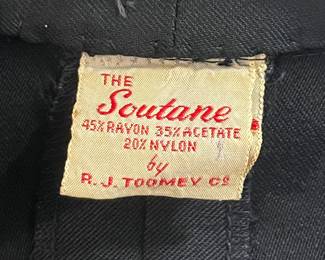 THE
Soutane
45% RAYON 35% ACETATE
20% NYLON
by
R. J. TOOMEY Cº